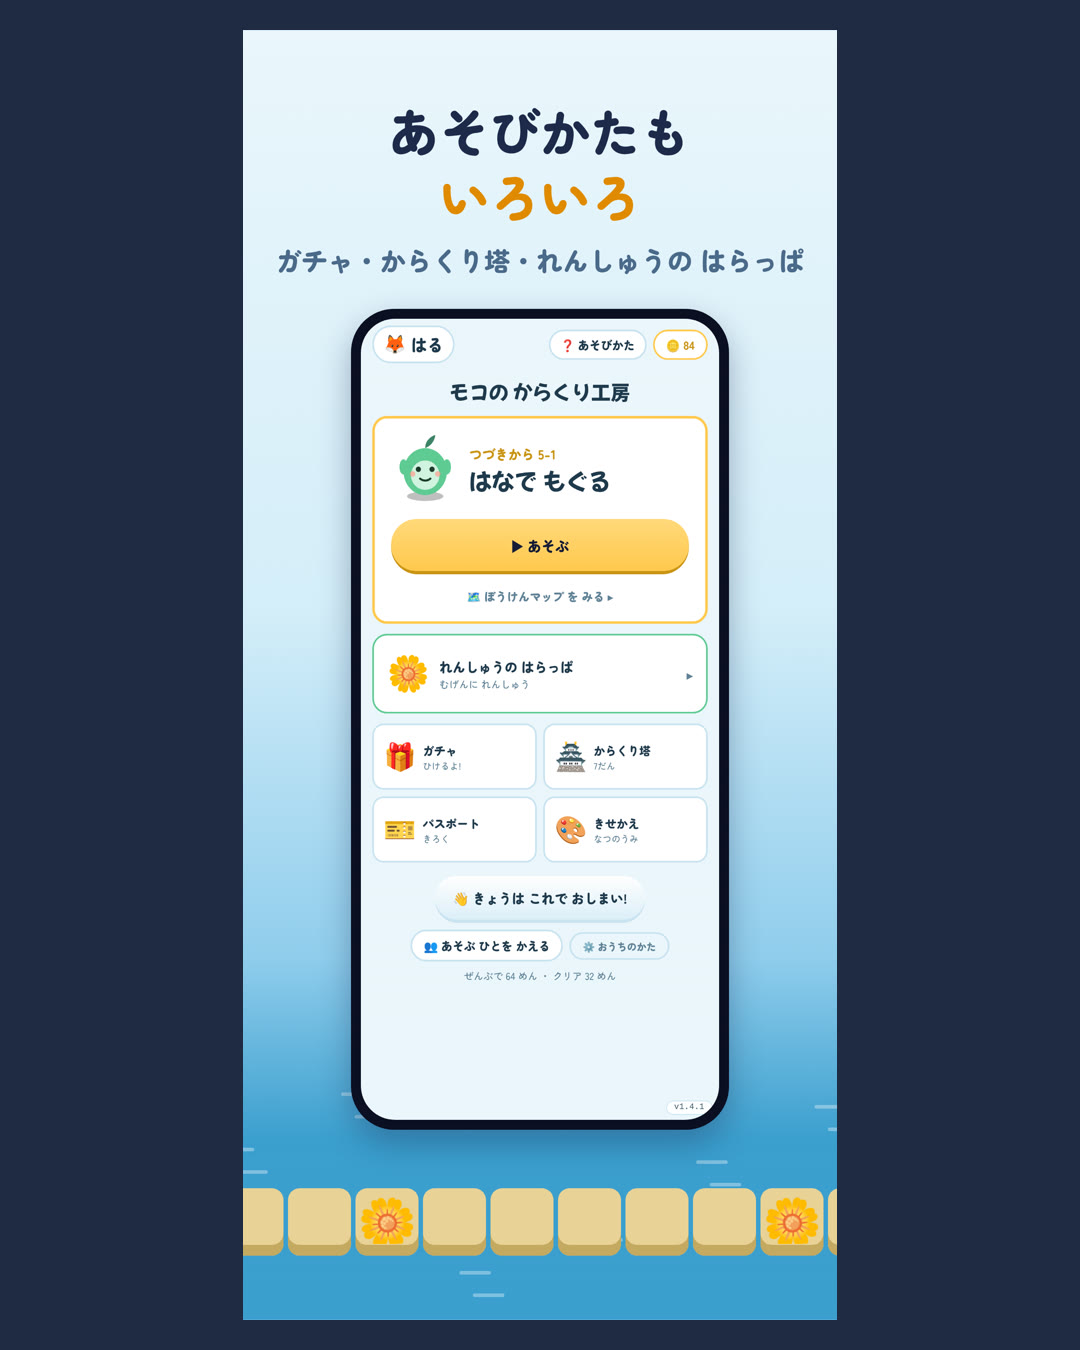 あそびかたも
いろいろ
ガチャ・からくり塔・れんしゅうの はらっぱ
はる
❓ あそびかた
84
モコの からくり工房
つづきから 5-1
はなで もぐる
▶ あそぶ
ぼうけんマップ を みる ▸
れんしゅうの はらっぱ
むげんに れんしゅう
▸
ガチャ
ひけるよ!
からくり塔
7だん
パスポート
きろく
きせかえ
なつのうみ
きょうは これで おしまい!
あそぶ ひとを かえる
おうちのかた
ぜんぶで 64 めん ・ クリア 32 めん
v1.4.1